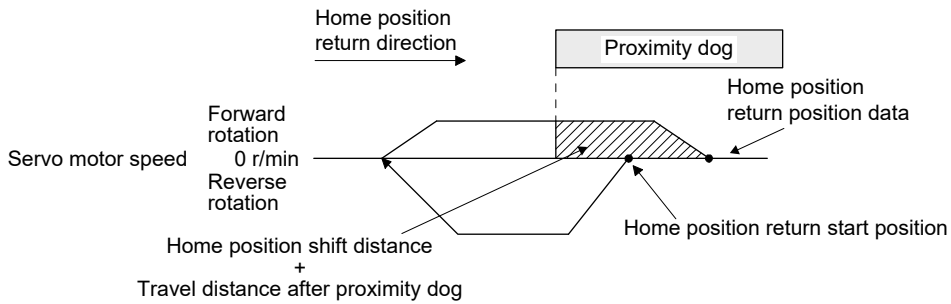 Home position
return direction
Proximity dog
Home position
return position data
Forward
rotation
Servo motor speed 0 r/min
Reverse
rotation
Home position return start position
Home position shift distance
+
Travel distance after proximity dog